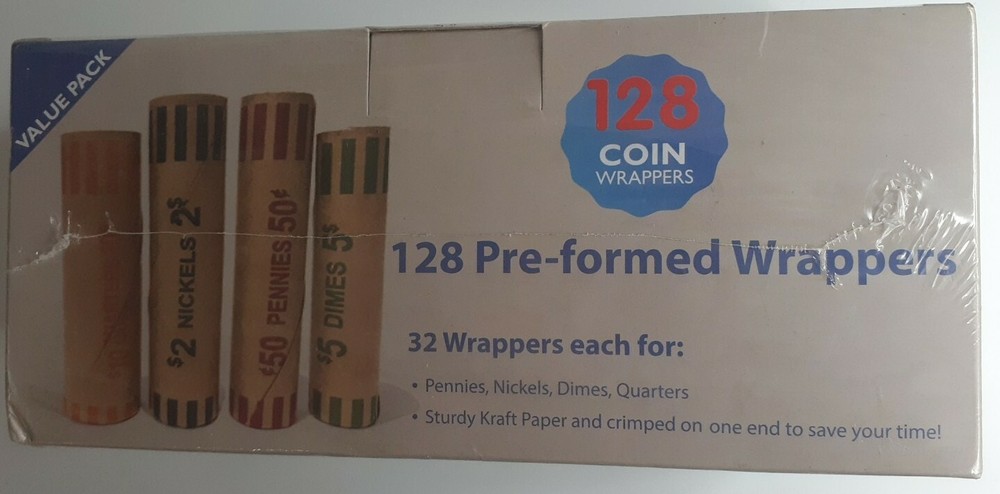 VALUE PACK
$2 NICKELS 2$
50 PENNIES 50¢
$5 DIMES 5$
128
COIN
WRAPPERS
128 Pre-formed Wrappers
32 Wrappers each for:
• Pennies, Nickels, Dimes, Quarters
• Sturdy Kraft Paper and crimped on one end to save your time!